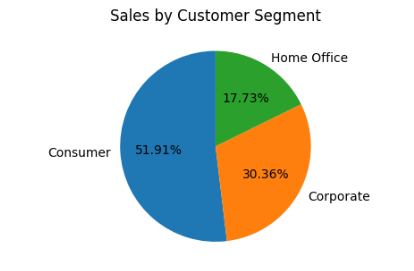 Sales by Customer Segment
Home Office
17.73%
Consumer
51.91%
30.36%
Corporate